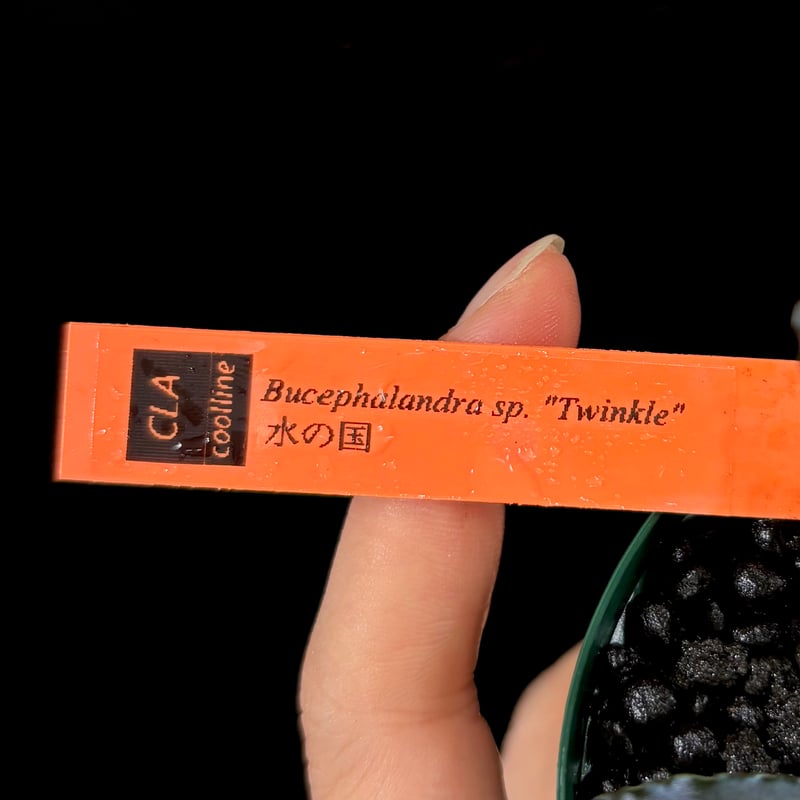 CLA
coolline
Bucephalandra sp. "Twinkle"
水の国